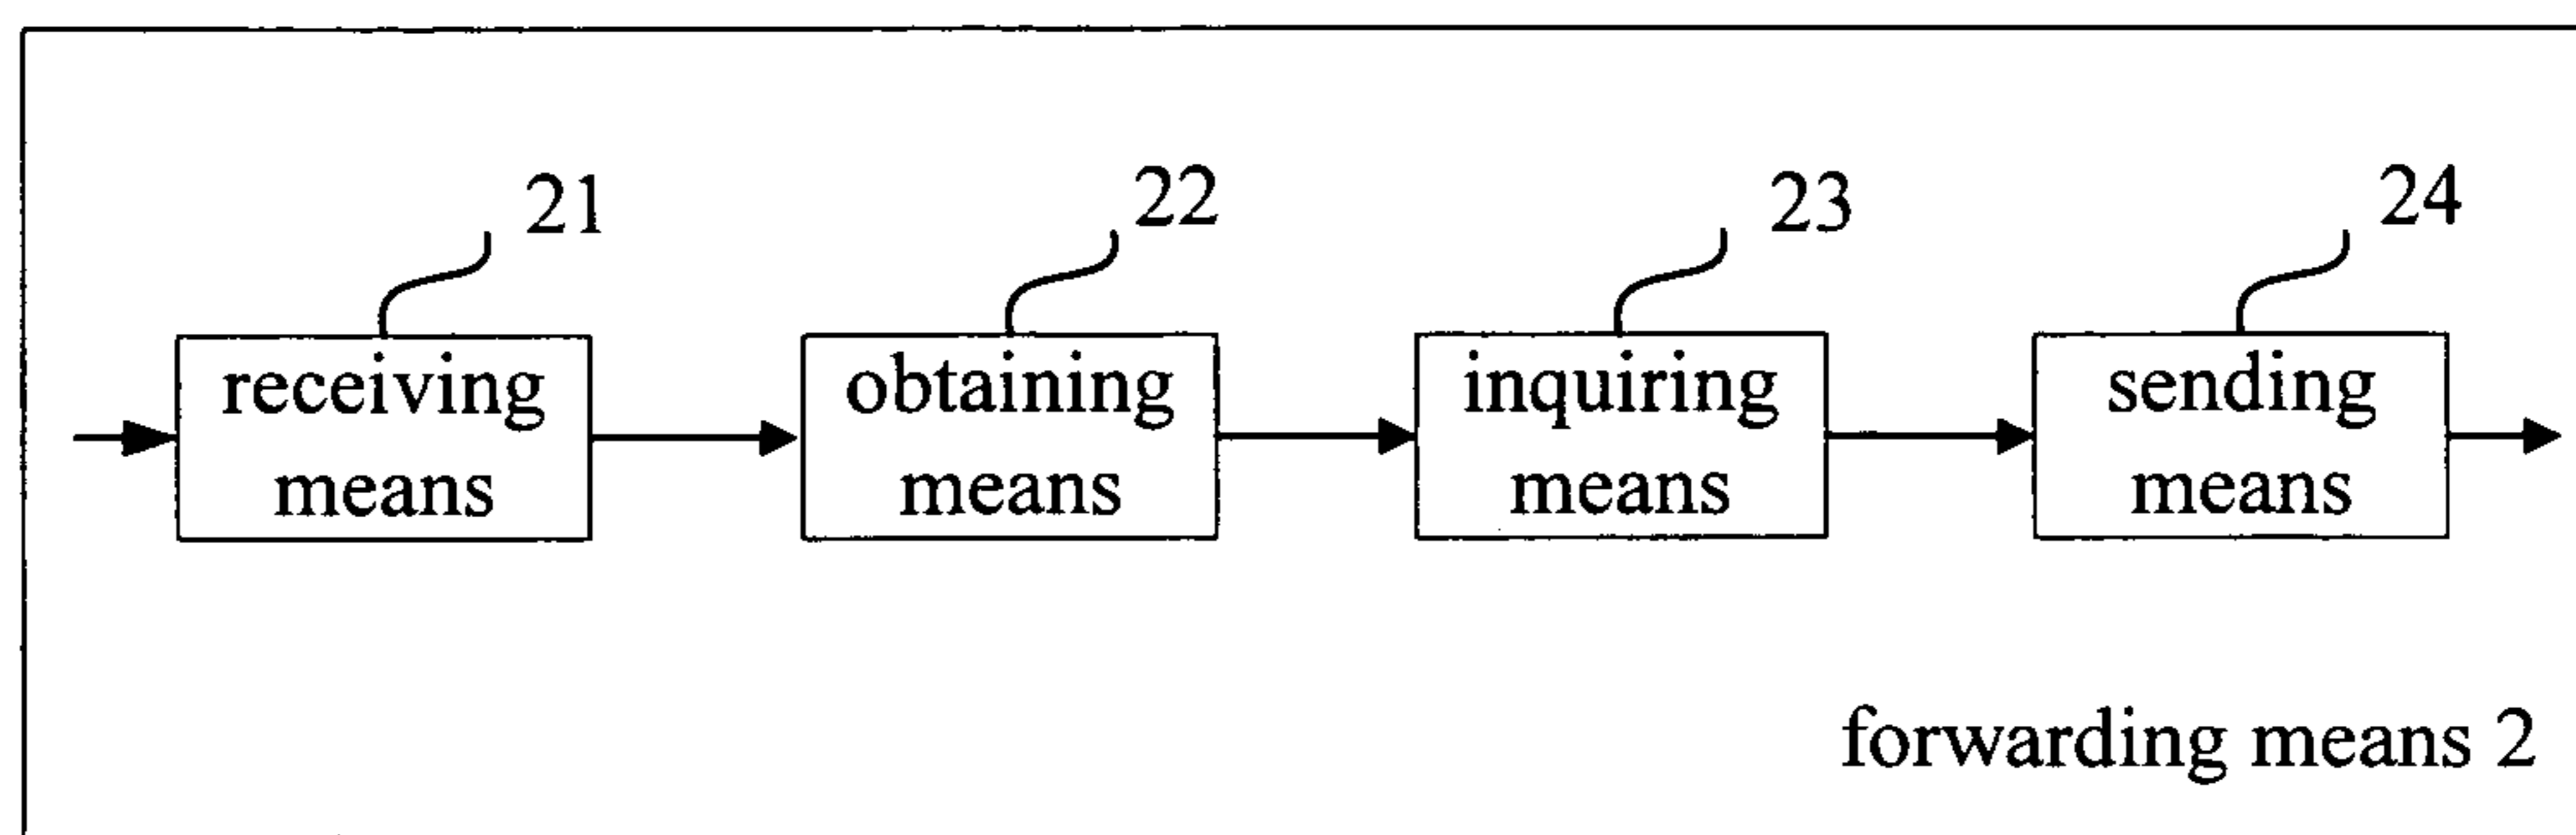 21
22
23
24
receiving
means
obtaining
means
inquiring
means
sending
means
forwarding means 2